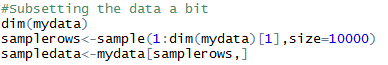 #Subsetting the data a bit
dim(mydata)
samplerows<-sample(1:dim(mydata)[1],size=10000)
sampledata<-mydata[samplerows,]